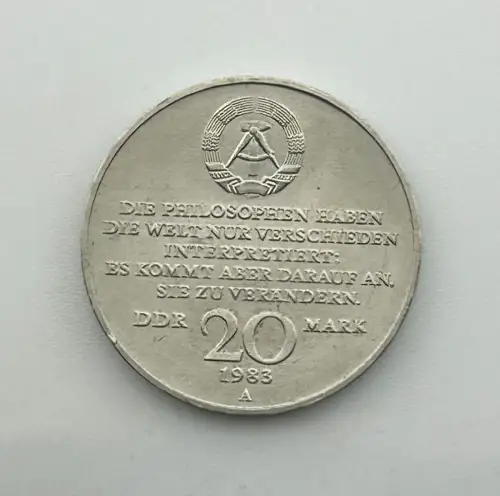 DIE PHILOSOPHEN HABEN
DIE WELT NUR VERSCHIEDEN
INTERPRETIERT:
ES KOMMT ABER DARAUF AN,
SIE ZU VERÄNDERN.
DDR 20 MARK
1983
A